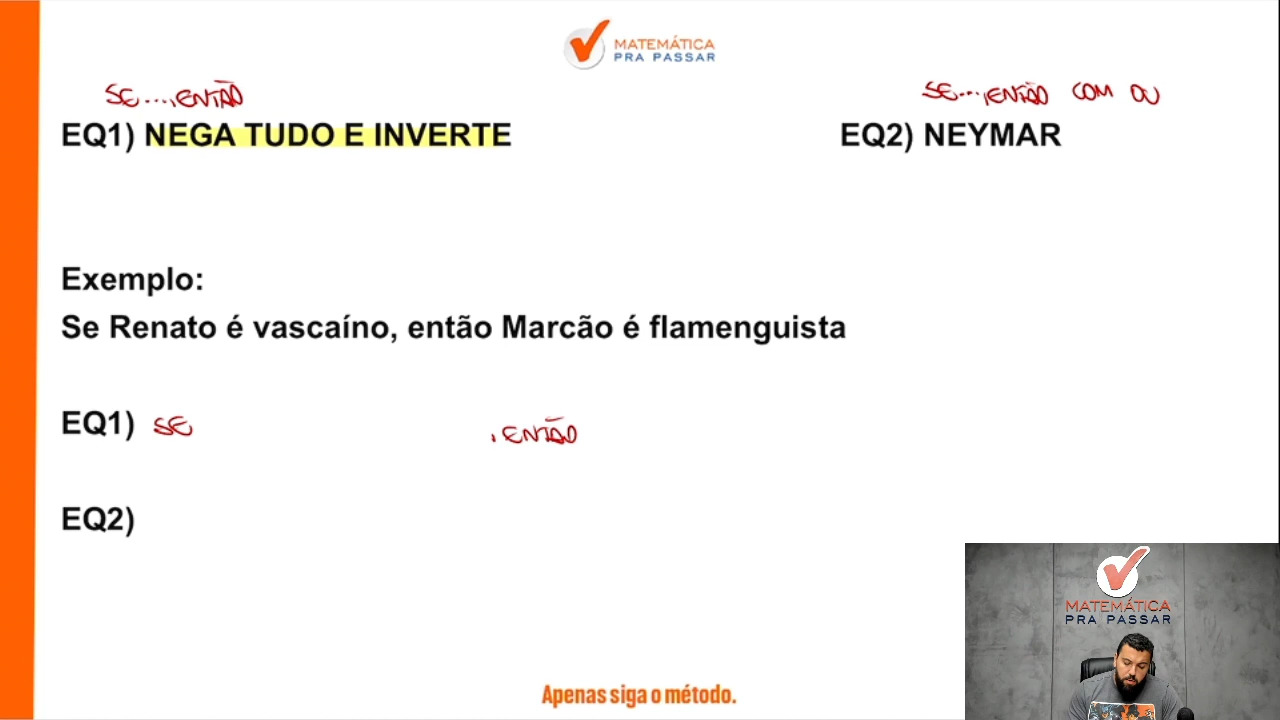 MATEMÁTICA
PRA PASSAR
SE...,ENTÃO
SE...,ENTÃO COM OU
EQ1) NEGA TUDO E INVERTE
EQ2) NEYMAR
Exemplo:
Se Renato é vascaíno, então Marcão é flamenguista
EQ1) SE , ENTÃO
EQ2)
MATEMÁTICA
PRA PASSAR
Apenas siga o método.